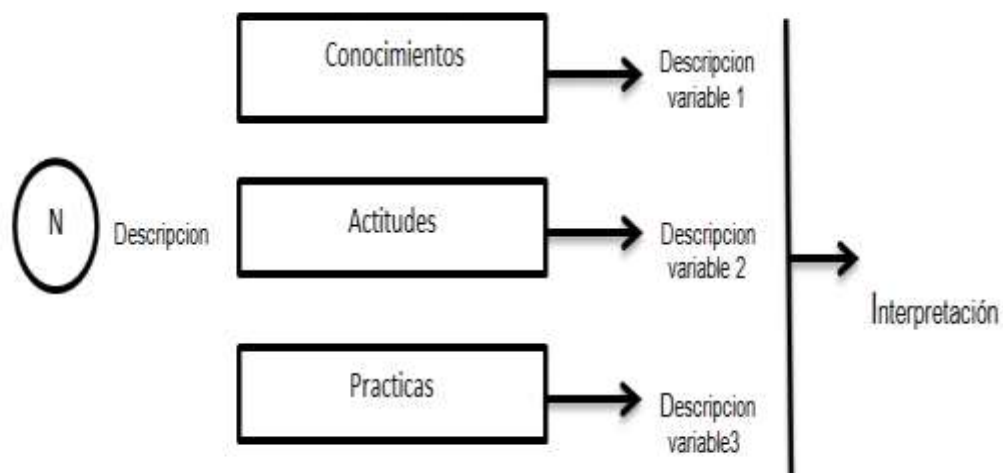 Conocimientos
Descripcion
variable 1
N
Descripcion
Actitudes
Descripcion
variable 2
Interpretación
Practicas
Descripcion
variable3